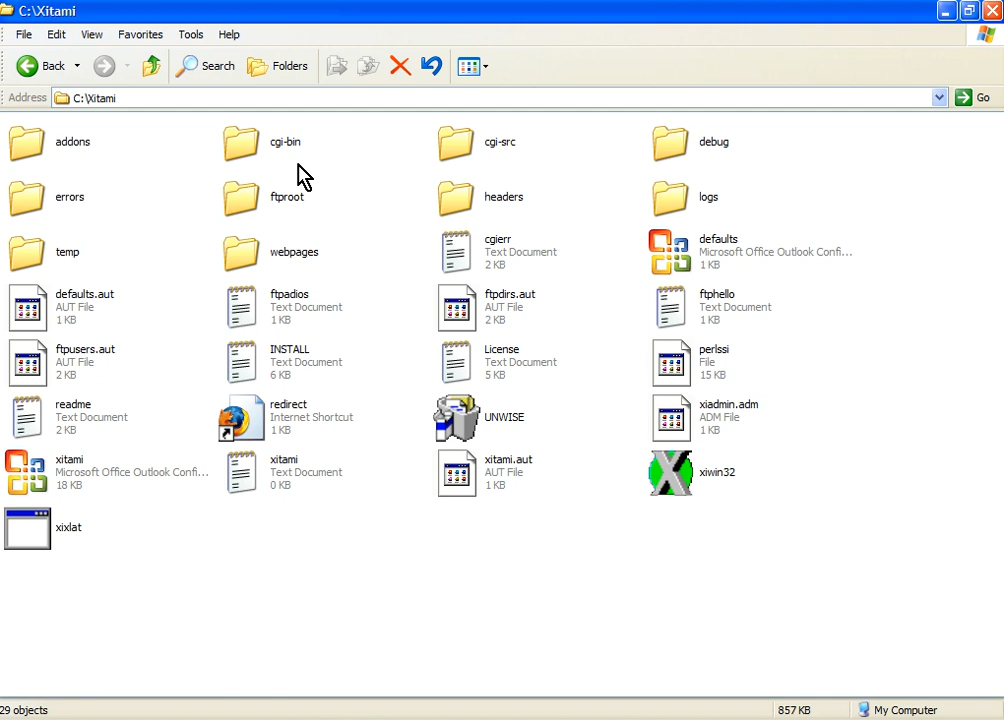 C:\Xitami
File Edit View Favorites Tools Help
Back Search Folders
Address C:\Xitami Go
addons cgi-bin cgi-src debug
errors ftproot headers logs
temp webpages
cgierr
Text Document
2 KB
defaults
Microsoft Office Outlook Confi...
1 KB
defaults.aut
AUT File
1 KB
ftpadios
Text Document
1 KB
ftpdirs.aut
AUT File
2 KB
ftphello
Text Document
1 KB
ftpusers.aut
AUT File
2 KB
INSTALL
Text Document
6 KB
License
Text Document
5 KB
perlssi
File
15 KB
readme
Text Document
2 KB
redirect
Internet Shortcut
1 KB
UNWISE
xiadmin.adm
ADM File
1 KB
xitami
Microsoft Office Outlook Confi...
18 KB
xitami
Text Document
0 KB
xitami.aut
AUT File
1 KB
xiwin32
xixlat
29 objects 857 KB My Computer